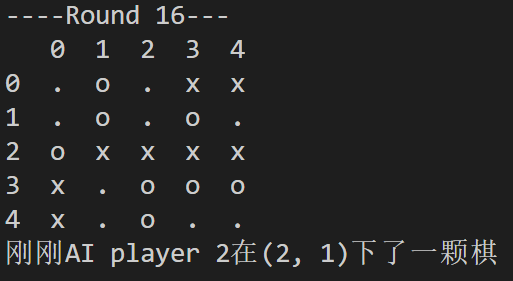 ----Round 16---
   0  1  2  3  4
0  .  o  .  x  x
1  .  o  .  o  .
2  o  x  x  x  x
3  x  .  o  o  o
4  x  .  o  .  .
刚刚AI player 2在(2, 1)下了一颗棋